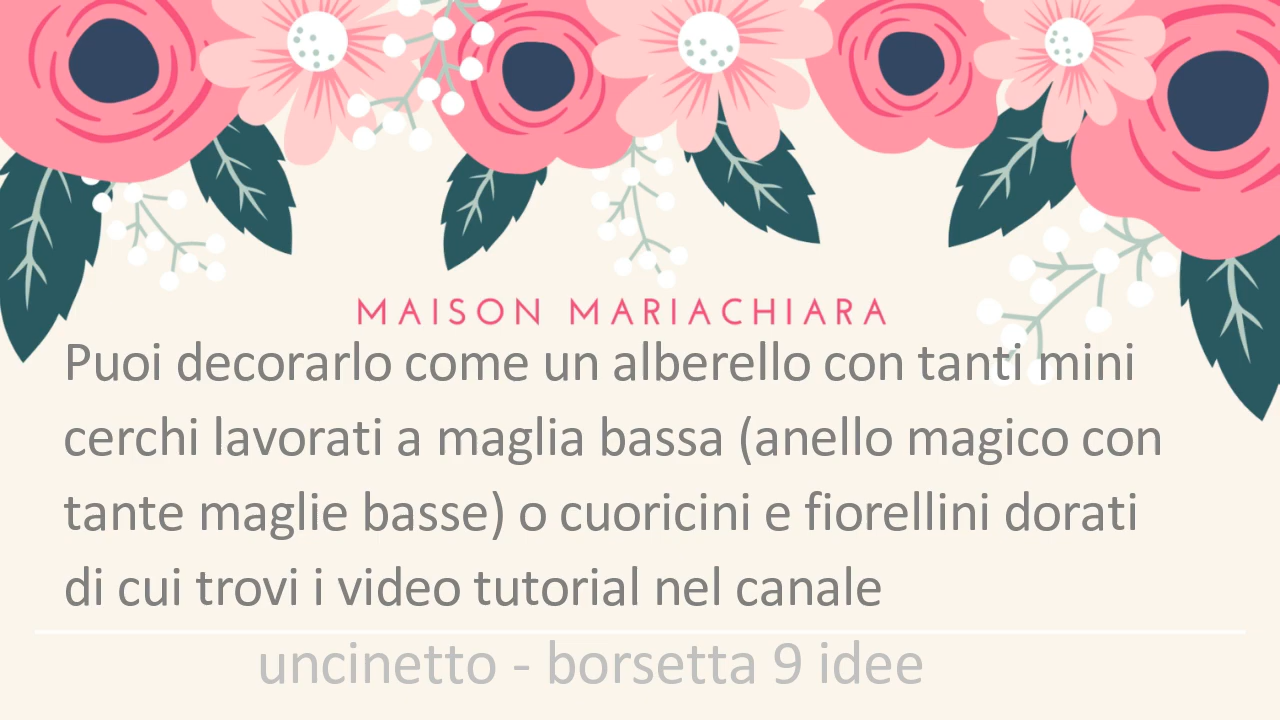 MAISON MARIACHIARA
Puoi decorarlo come un alberello con tanti mini
cerchi lavorati a maglia bassa (anello magico con
tante maglie basse) o cuoricini e fiorellini dorati
di cui trovi i video tutorial nel canale
uncinetto - borsetta 9 idee